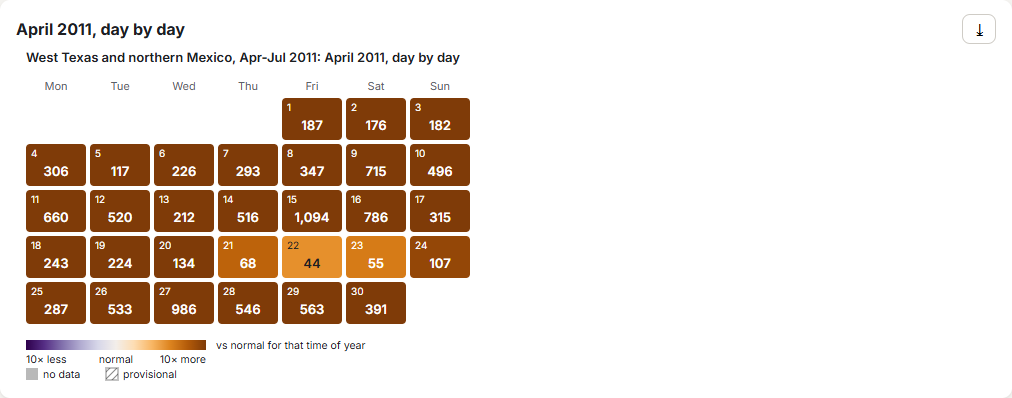 April 2011, day by day
West Texas and northern Mexico, Apr-Jul 2011: April 2011, day by day
Mon Tue Wed Thu Fri Sat Sun
1 2 3
187 176 182
4 5 6 7 8 9 10
306 117 226 293 347 715 496
11 12 13 14 15 16 17
660 520 212 516 1,094 786 315
18 19 20 21 22 23 24
243 224 134 68 44 55 107
25 26 27 28 29 30
287 533 986 546 563 391
vs normal for that time of year
10× less normal 10× more
no data provisional